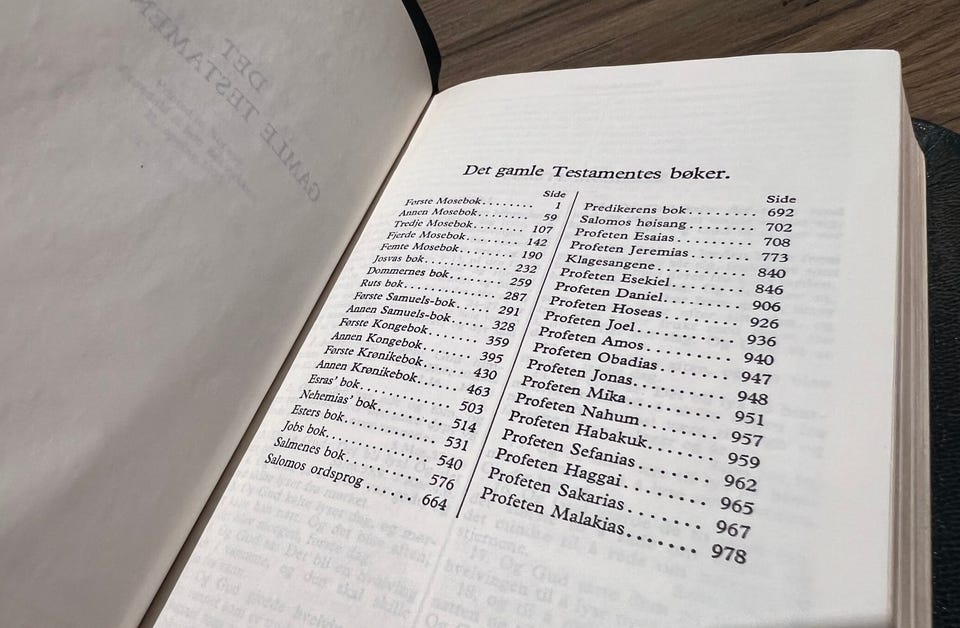 DET
GAMLE TESTAMENTE
Det gamle Testamentes bøker.
Side
Første Mosebok........ 1
Annen Mosebok........ 59
Tredje Mosebok........ 107
Fjerde Mosebok........ 142
Femte Mosebok........ 190
Josvas bok............ 232
Dommernes bok........ 259
Ruts bok.............. 287
Første Samuels-bok..... 291
Annen Samuels-bok..... 328
Første Kongebok....... 359
Annen Kongebok....... 395
Første Krønikebok...... 430
Annen Krønikebok...... 463
Esras' bok............. 503
Nehemias' bok......... 514
Esters bok............. 531
Jobs bok.............. 540
Salmenes bok.......... 576
Salomos ordsprog ...... 664
Side
Predikerens bok......... 692
Salomos høisang......... 702
Profeten Esaias.......... 708
Profeten Jeremias........ 773
Klagesangene........... 840
Profeten Esekiel......... 846
Profeten Daniel......... 906
Profeten Hoseas......... 926
Profeten Joel............ 936
Profeten Amos.......... 940
Profeten Obadias........ 947
Profeten Jonas.......... 948
Profeten Mika.......... 951
Profeten Nahum........ 957
Profeten Habakuk....... 959
Profeten Sefanias........ 962
Profeten Haggai......... 965
Profeten Sakarias........ 967
Profeten Malakias........ 978